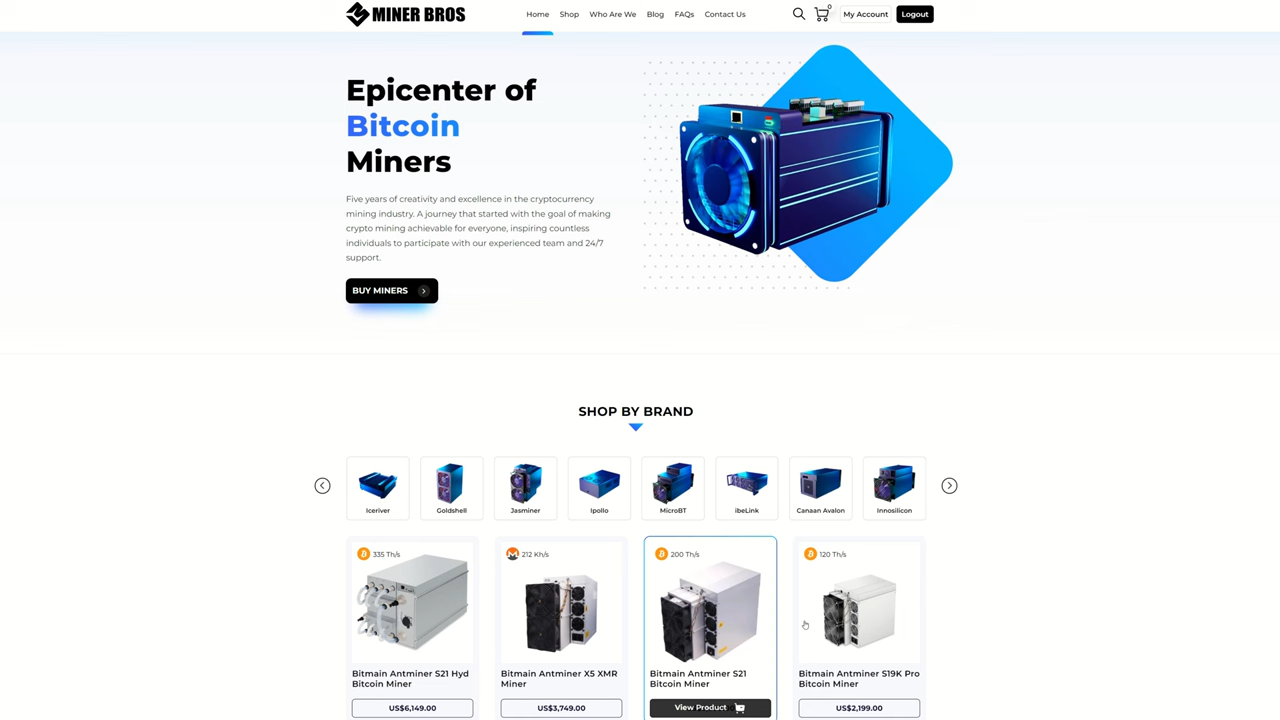 MINER BROS
Home
Shop
Who Are We
Blog
FAQs
Contact Us
0
My Account
Logout
Epicenter of
Bitcoin
Miners
Five years of creativity and excellence in the cryptocurrency
mining industry. A journey that started with the goal of making
crypto mining achievable for everyone, inspiring countless
individuals to participate with our experienced team and 24/7
support.
BUY MINERS
SHOP BY BRAND
Iceriver
Goldshell
Jasminer
Ipollo
MicroBT
ibeLink
Canaan Avalon
Innosilicon
335 Th/s
212 Kh/s
200 Th/s
120 Th/s
Bitmain Antminer S21 Hyd
Bitcoin Miner
Bitmain Antminer X5 XMR
Miner
Bitmain Antminer S21
Bitcoin Miner
Bitmain Antminer S19K Pro
Bitcoin Miner
US$6,149.00
US$3,749.00
View Product
US$2,199.00